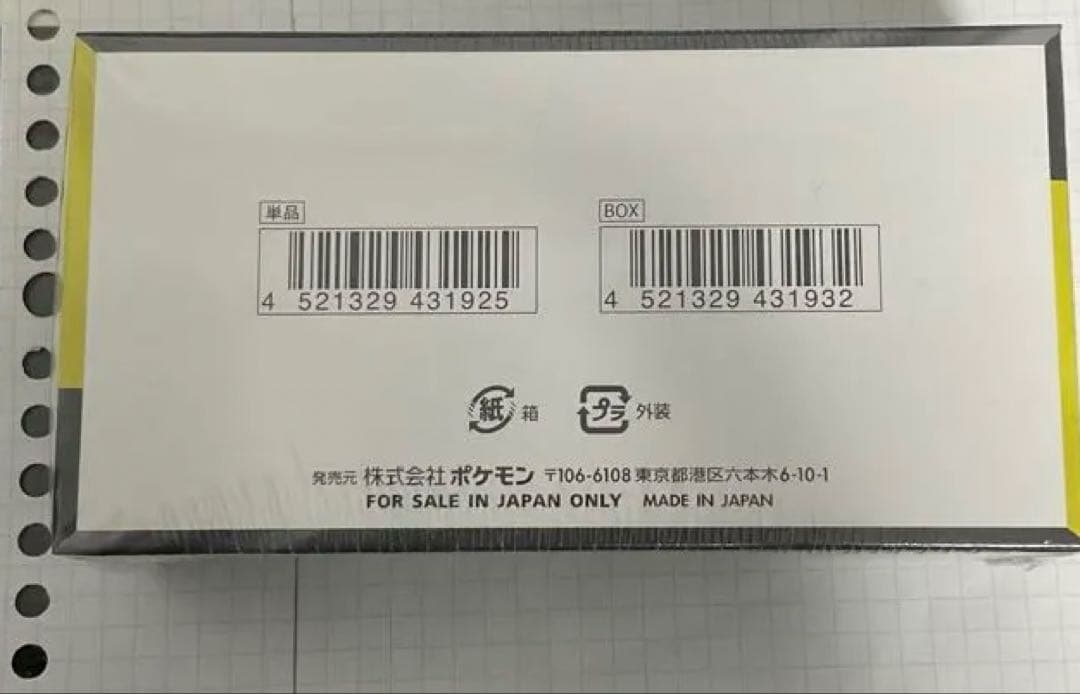 単品
4 521329 431925
BOX
4 521329 431932
紙 箱
プラ 外装
発売元 株式会社ポケモン 〒106-6108 東京都港区六本木6-10-1
FOR SALE IN JAPAN ONLY MADE IN JAPAN